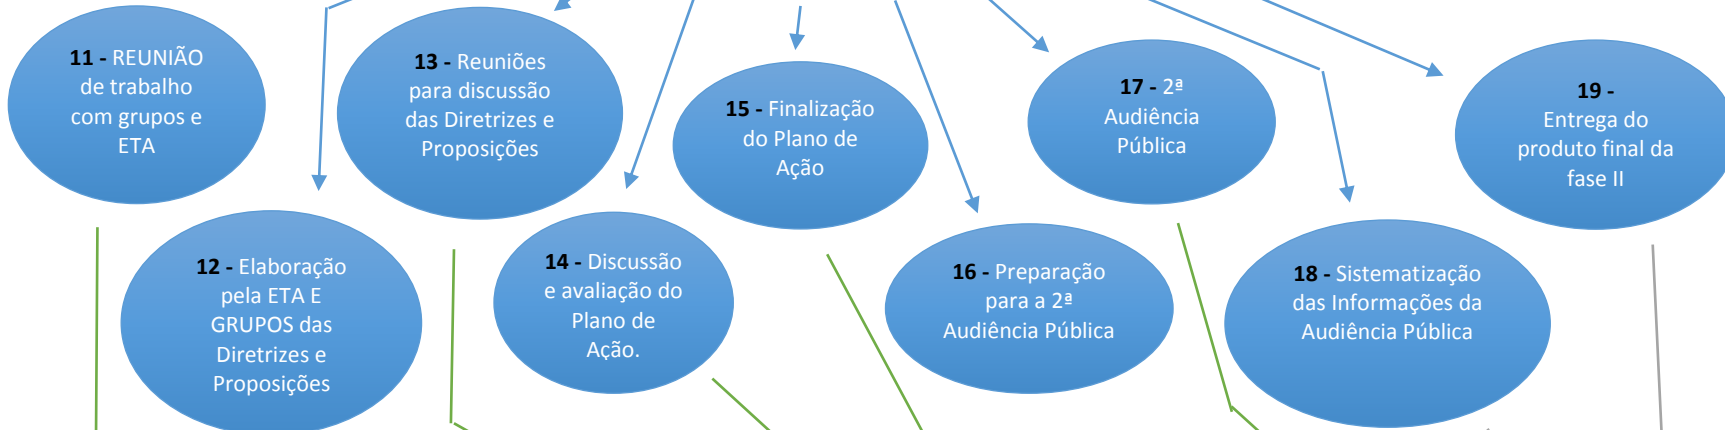 11 - REUNIÃO
de trabalho
com grupos e
ETA
12 - Elaboração
pela ETA E
GRUPOS das
Diretrizes e
Proposições
13 - Reuniões
para discussão
das Diretrizes e
Proposições
14 - Discussão
e avaliação do
Plano de
Ação.
15 - Finalização
do Plano de
Ação
16 - Preparação
para a 2ª
Audiência Pública
17 - 2ª
Audiência
Pública
18 - Sistematização
das Informações da
Audiência Pública
19 -
Entrega do
produto final da
fase II